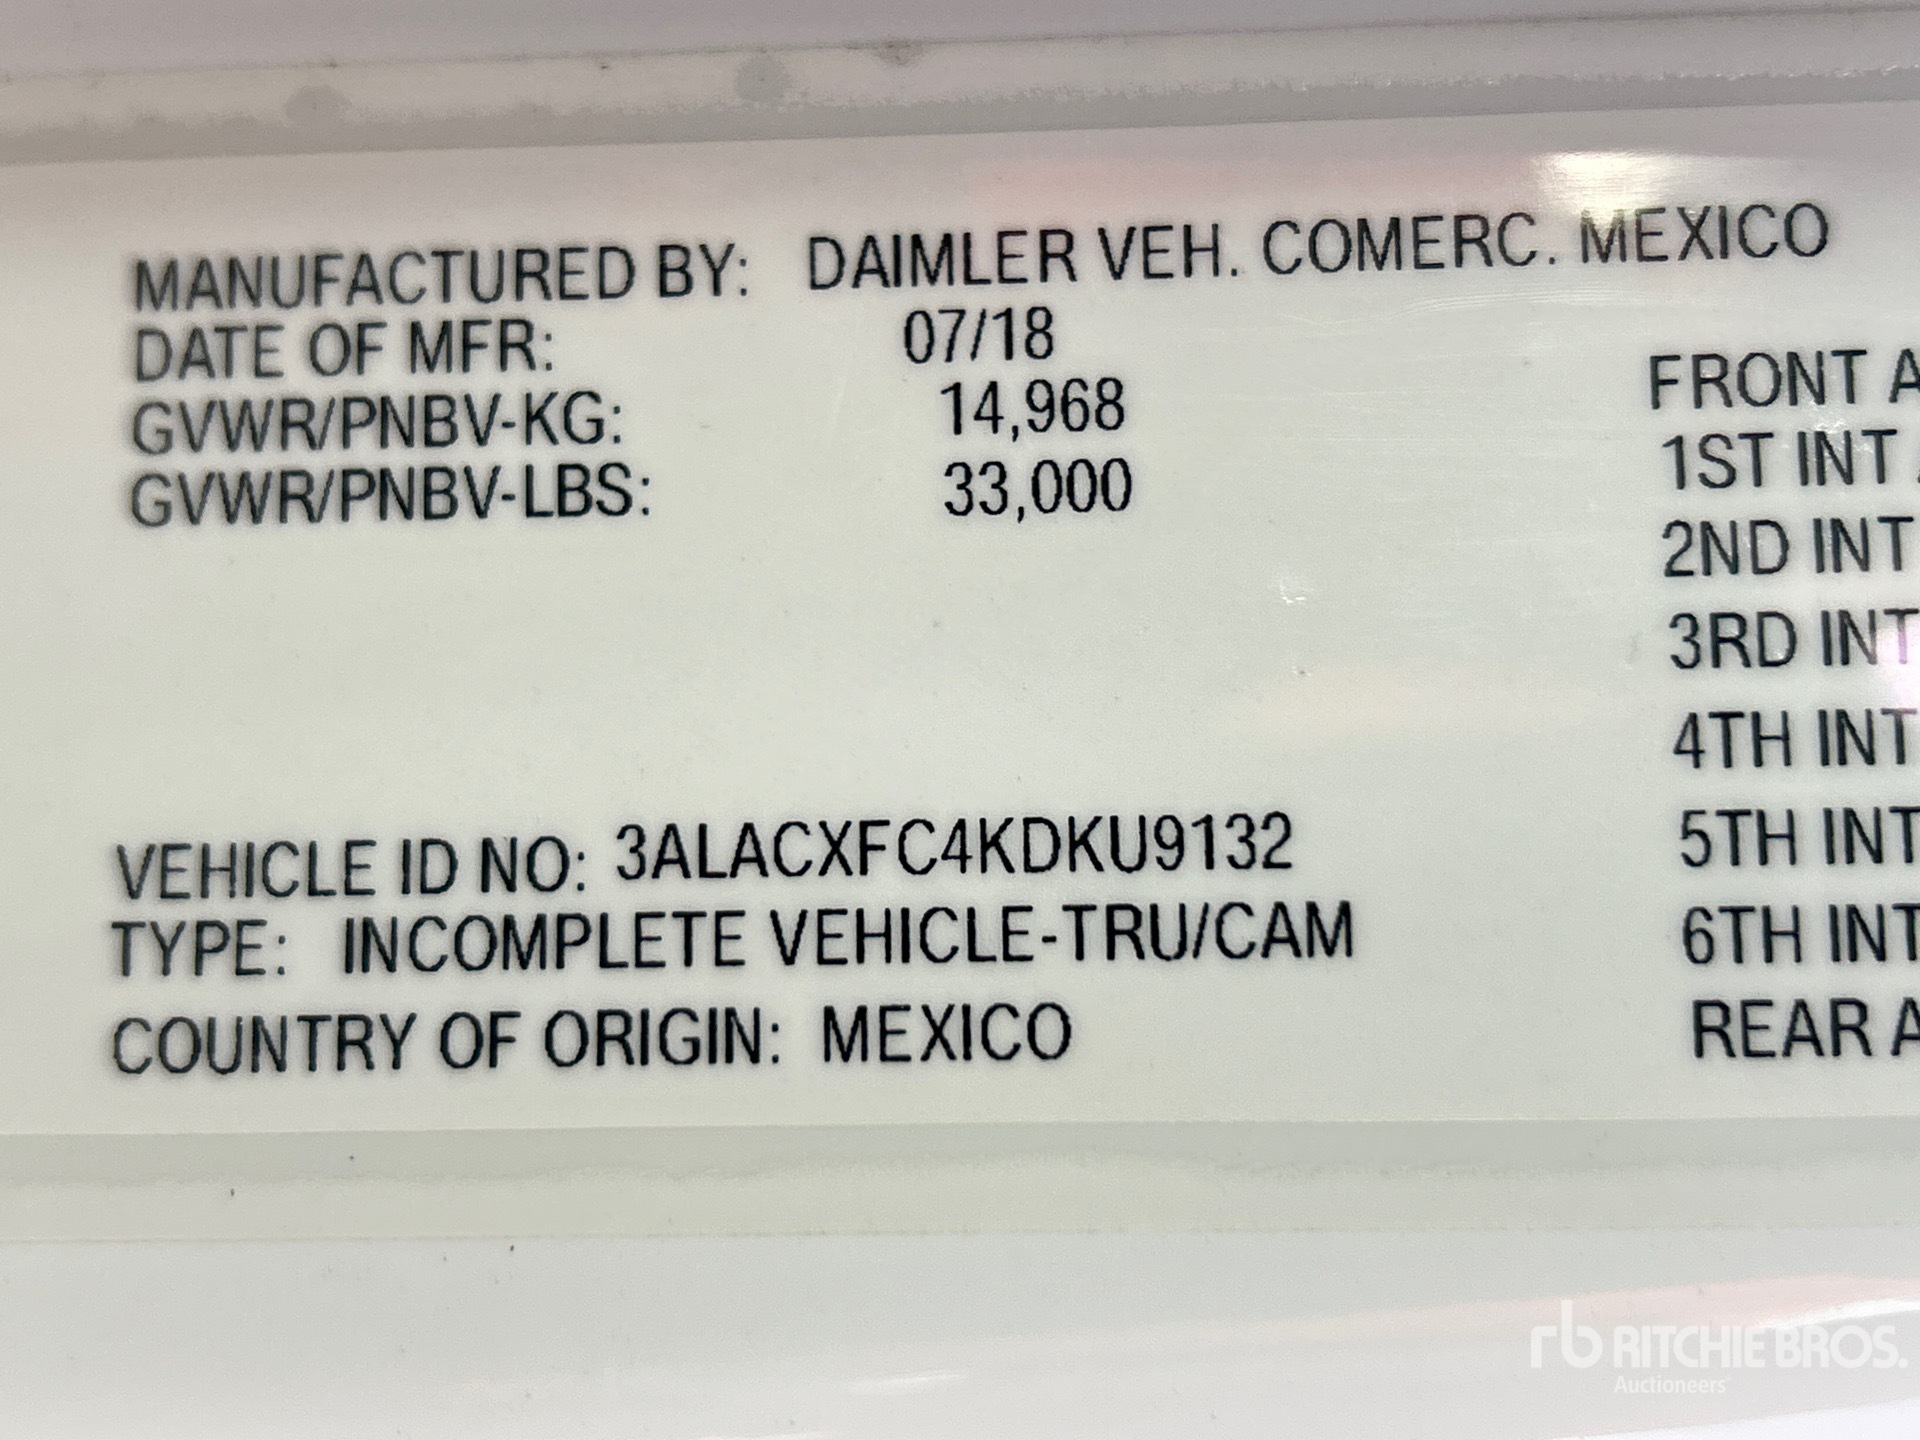 MANUFACTURED BY: DAIMLER VEH. COMERC. MEXICO
DATE OF MFR: 07/18
GVWR/PNBV-KG: 14,968
GVWR/PNBV-LBS: 33,000
VEHICLE ID NO: 3ALACXFC4KDKU9132
TYPE: INCOMPLETE VEHICLE-TRU/CAM
COUNTRY OF ORIGIN: MEXICO
FRONT A
1ST INT
2ND INT
3RD INT
4TH INT
5TH INT
6TH INT
REAR A
rb RITCHIE BROS.
Auctioneers